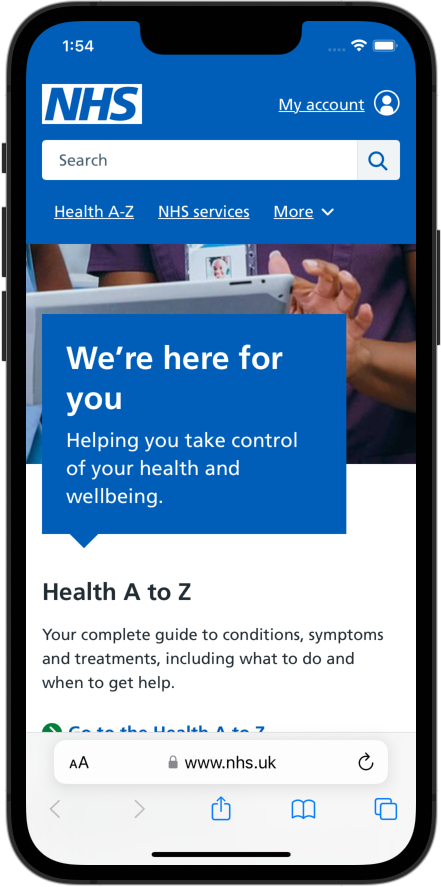 1:54
NHS
My account
Search
Health A-Z NHS services More
We’re here for
you
Helping you take control
of your health and
wellbeing.
Health A to Z
Your complete guide to conditions, symptoms
and treatments, including what to do and
when to get help.
Go to the Health A to Z
AA www.nhs.uk